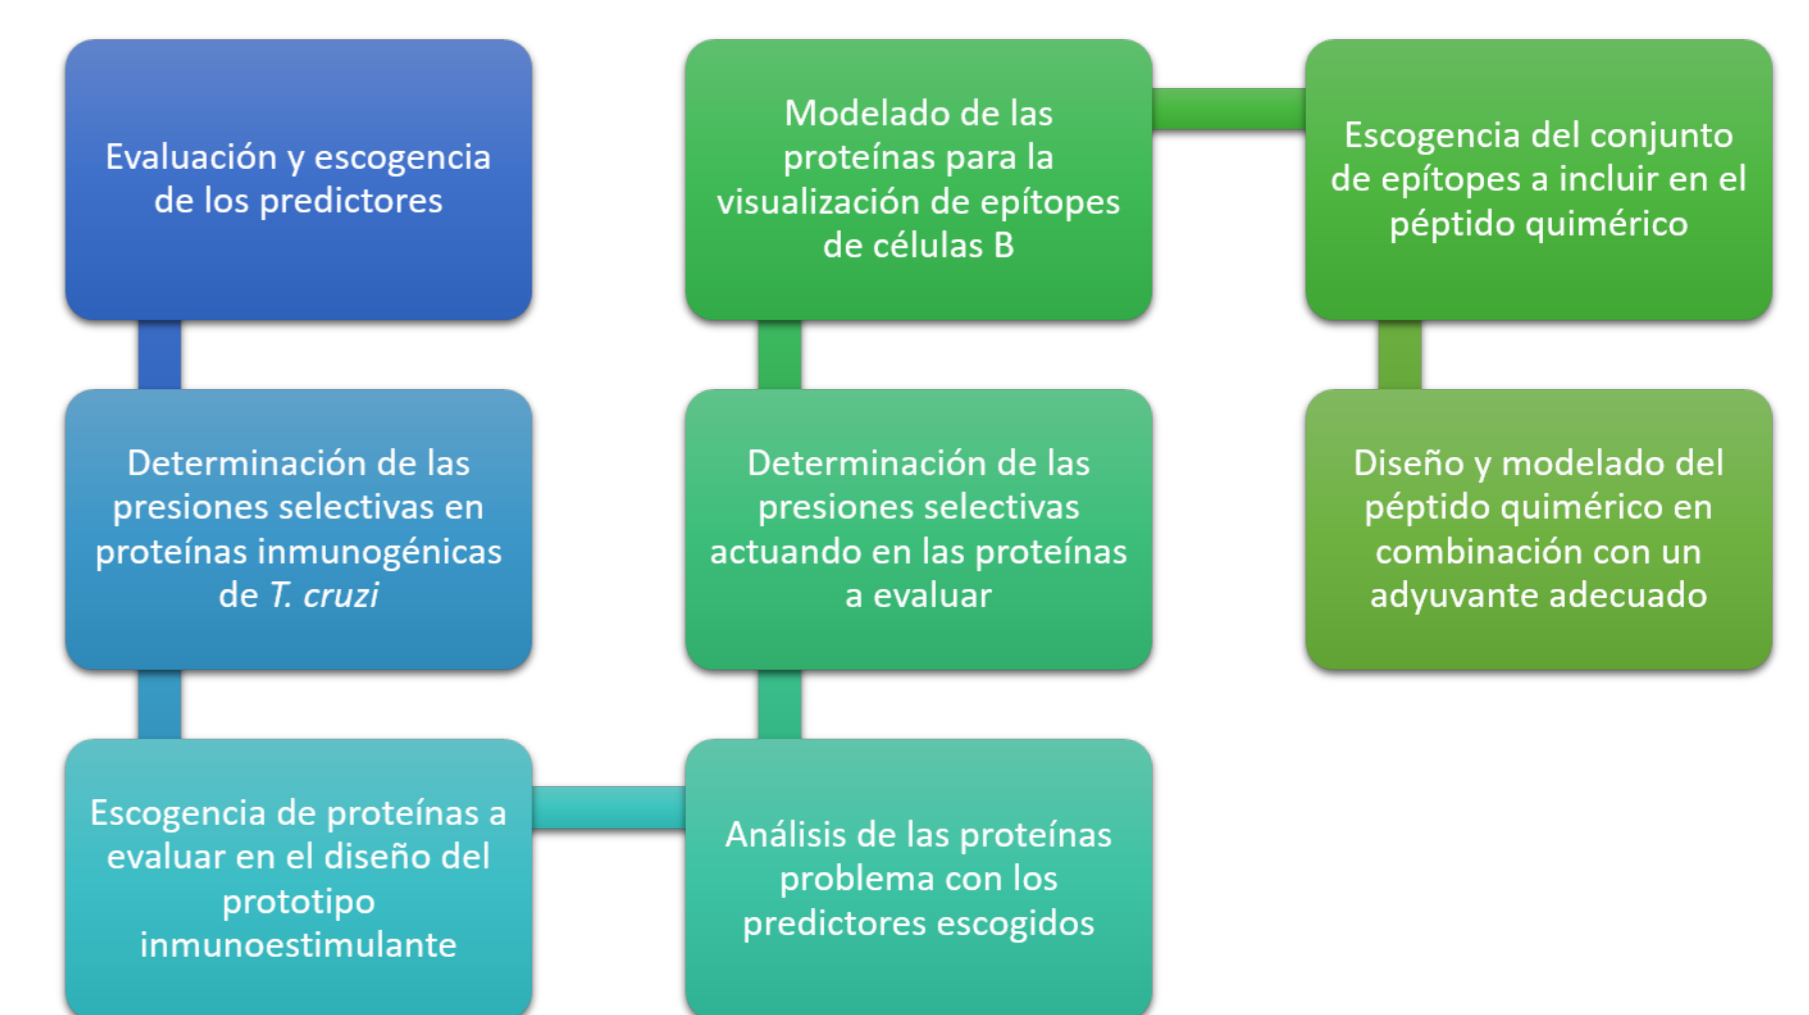 Evaluación y escogencia
de los predictores
Determinación de las
presiones selectivas en
proteínas inmunogénicas
de T. cruzi
Escogencia de proteínas a
evaluar en el diseño del
prototipo
inmunoestimulante
Análisis de las proteínas
problema con los
predictores escogidos
Determinación de las
presiones selectivas
actuando en las proteínas
a evaluar
Modelado de las
proteínas para la
visualización de epítopes
de células B
Escogencia del conjunto
de epítopes a incluir en el
péptido quimérico
Diseño y modelado del
péptido quimérico en
combinación con un
adyuvante adecuado